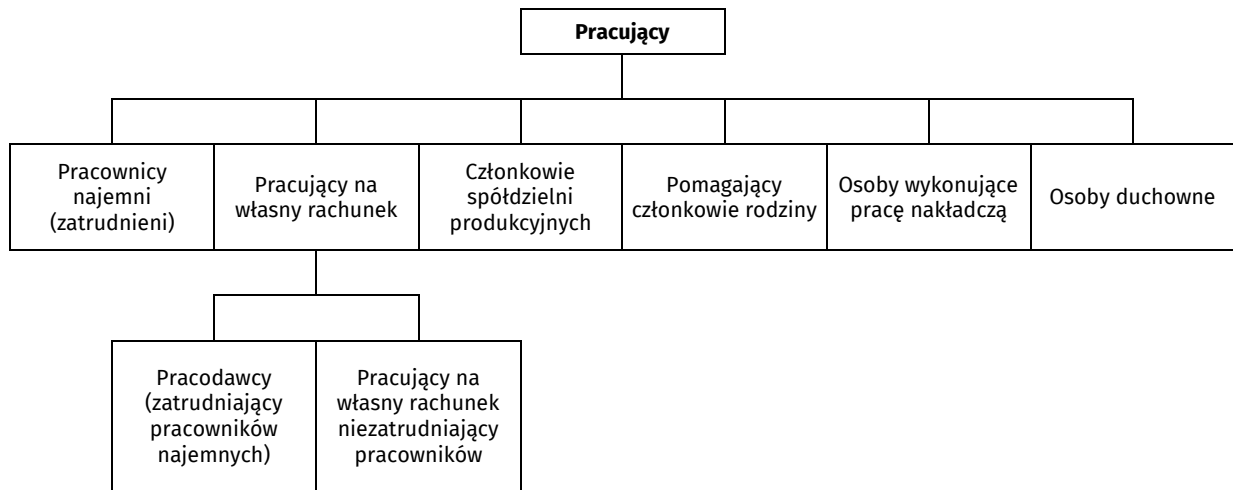 Pracujący
Pracownicy
najemni
(zatrudnieni)
Pracujący na
własny rachunek
Członkowie
spółdzielni
produkcyjnych
Pomagający
członkowie rodziny
Osoby wykonujące
pracę nakładczą
Osoby duchowne
Pracodawcy
(zatrudniający
pracowników
najemnych)
Pracujący na
własny rachunek
niezatrudniający
pracowników